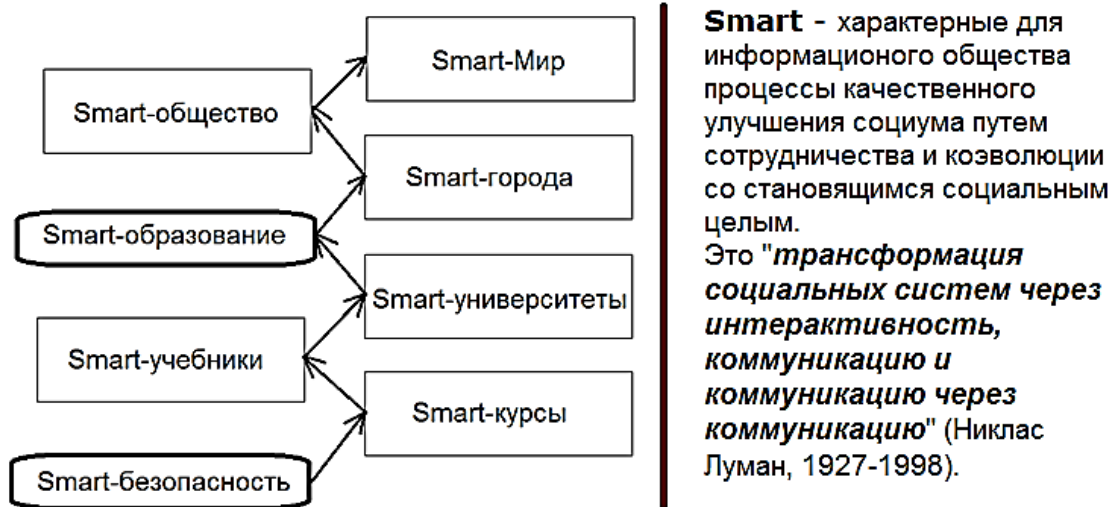 Smart-Мир
Smart-общество
Smart-города
Smart-образование
Smart-университеты
Smart-учебники
Smart-курсы
Smart-безопасность
Smart - характерные для
информационого общества
процессы качественного
улучшения социума путем
сотрудничества и коэволюции
со становящимся социальным
целым.
Это "трансформация
социальных систем через
интерактивность,
коммуникацию и
коммуникацию через
коммуникацию" (Никлас
Луман, 1927-1998).